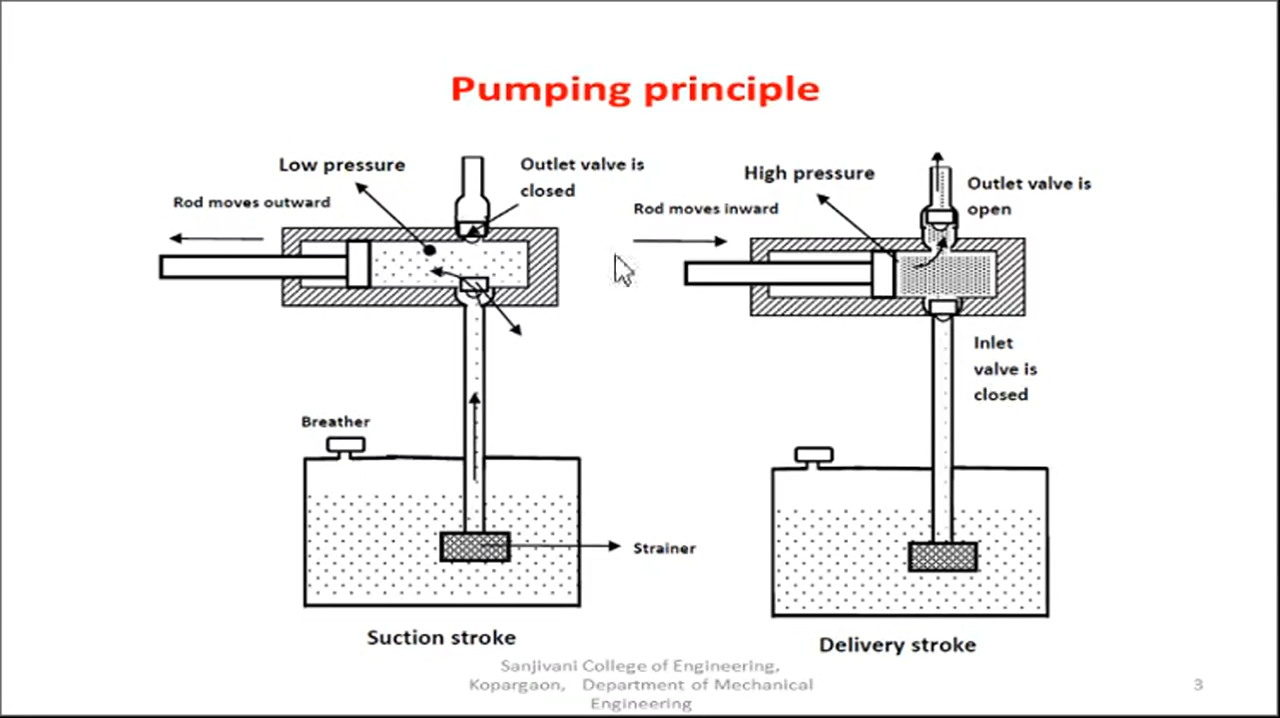 Pumping principle
Low pressure
Outlet valve is
closed
Rod moves outward
High pressure
Outlet valve is
open
Rod moves inward
Inlet
valve is
closed
Breather
Strainer
Suction stroke
Delivery stroke
Sanjivani College of Engineering,
Kopargaon, Department of Mechanical
Engineering
3